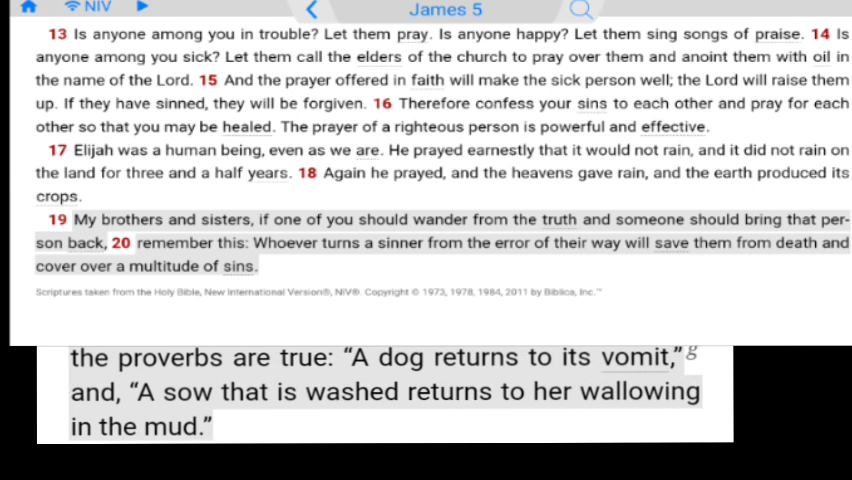 NIV
James 5
13 Is anyone among you in trouble? Let them pray. Is anyone happy? Let them sing songs of praise. 14 Is
anyone among you sick? Let them call the elders of the church to pray over them and anoint them with oil in
the name of the Lord. 15 And the prayer offered in faith will make the sick person well; the Lord will raise them
up. If they have sinned, they will be forgiven. 16 Therefore confess your sins to each other and pray for each
other so that you may be healed. The prayer of a righteous person is powerful and effective.
17 Elijah was a human being, even as we are. He prayed earnestly that it would not rain, and it did not rain on
the land for three and a half years. 18 Again he prayed, and the heavens gave rain, and the earth produced its
crops.
19 My brothers and sisters, if one of you should wander from the truth and someone should bring that per-
son back, 20 remember this: Whoever turns a sinner from the error of their way will save them from death and
cover over a multitude of sins.
Scriptures taken from the Holy Bible, New International Version®, NIV®. Copyright © 1973, 1978, 1984, 2011 by Biblica, Inc.™
the proverbs are true: “A dog returns to its vomit,” g
and, “A sow that is washed returns to her wallowing
in the mud.”